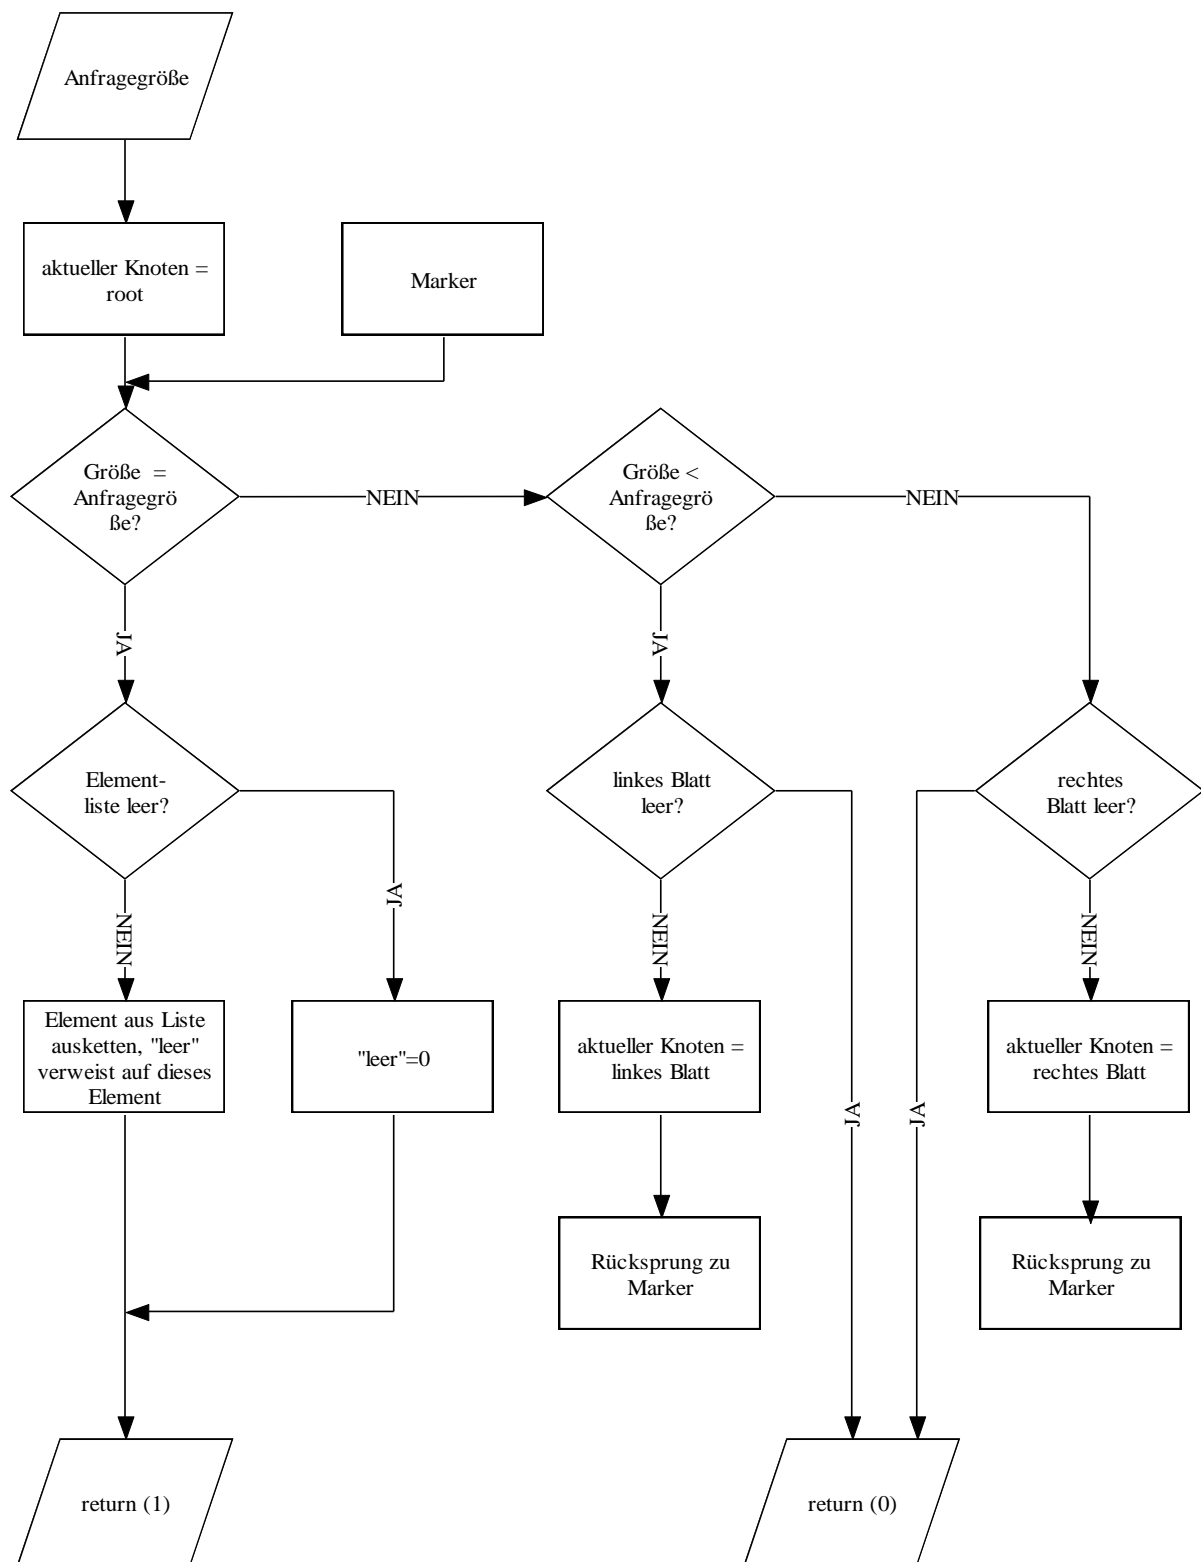 Anfragegröße
aktueller Knoten =
root
Marker
Größe =
Anfragegrö
ße?
NEIN
Größe <
Anfragegrö
ße?
NEIN
JA
JA
Element-
liste leer?
linkes Blatt
leer?
rechtes
Blatt leer?
NEIN
JA
NEIN
NEIN
Element aus Liste
ausketten, "leer"
verweist auf dieses
Element
"leer"=0
aktueller Knoten =
linkes Blatt
JA
JA
aktueller Knoten =
rechtes Blatt
Rücksprung zu
Marker
Rücksprung zu
Marker
return (1)
return (0)